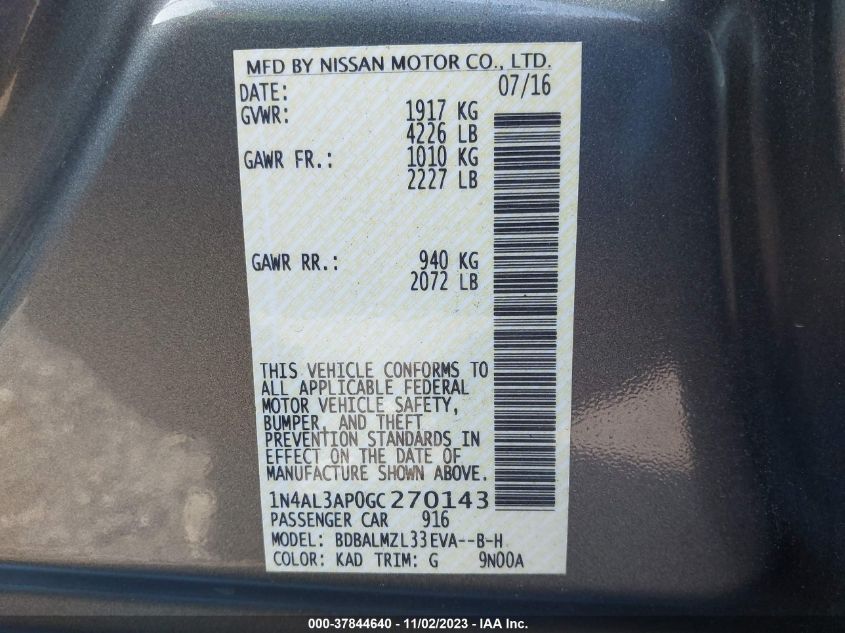 MFD BY NISSAN MOTOR CO., LTD.
DATE: 07/16
GVWR: 1917 KG
4226 LB
GAWR FR.: 1010 KG
2227 LB
GAWR RR.: 940 KG
2072 LB
THIS VEHICLE CONFORMS TO
ALL APPLICABLE FEDERAL
MOTOR VEHICLE SAFETY,
BUMPER, AND THEFT
PREVENTION STANDARDS IN
EFFECT ON THE DATE OF
MANUFACTURE SHOWN ABOVE.
1N4AL3AP0GC270143
PASSENGER CAR 916
MODEL: BDBALMZL33EVA--B-H
COLOR: KAD TRIM: G 9N00A
000-37844640 - 11/02/2023 - IAA Inc.